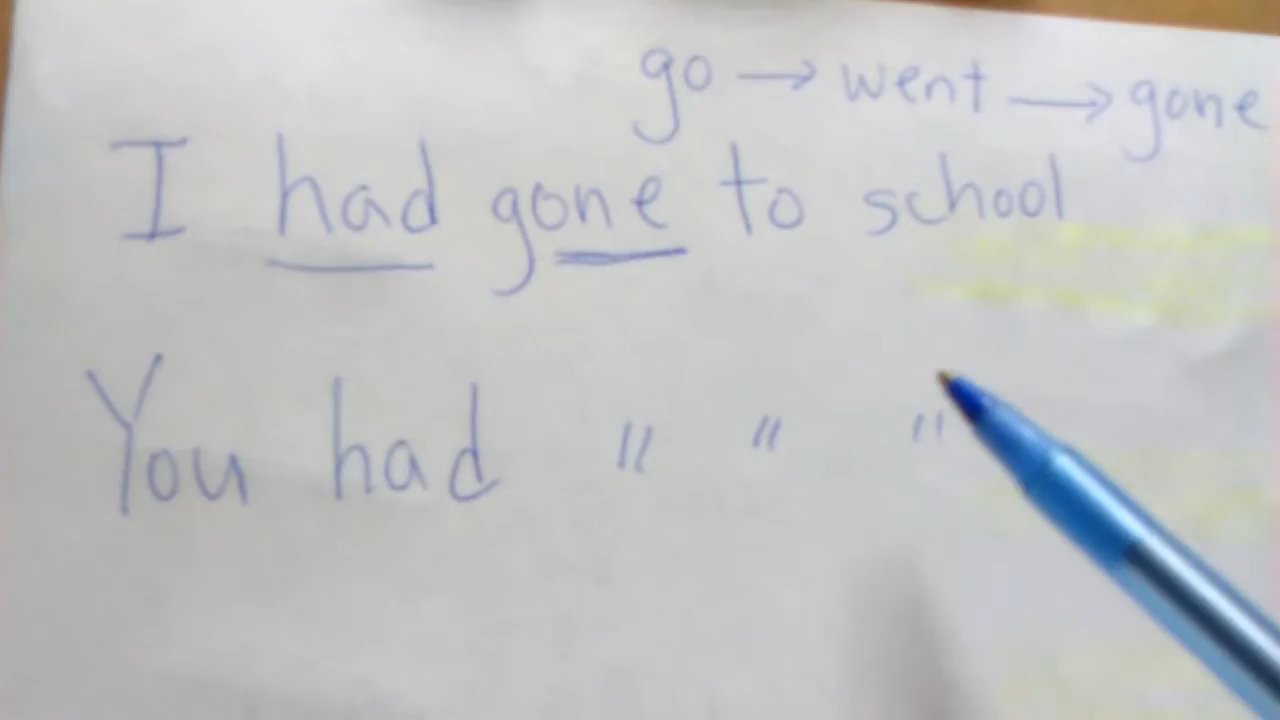 go → went → gone
I had gone to school
You had " " "